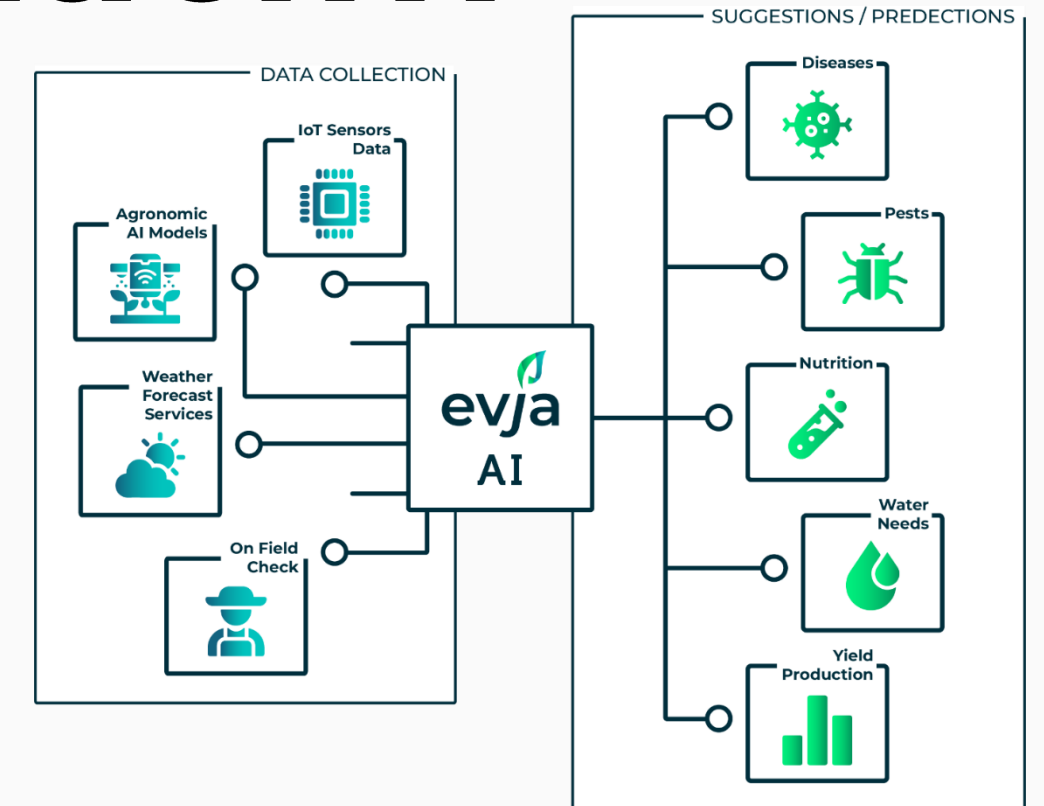 SUGGESTIONS / PREDECTIONS
DATA COLLECTION
IoT Sensors
Data
Agronomic
AI Models
Weather
Forecast
Services
On Field
Check
evja
AI
Diseases
Pests
Nutrition
Water
Needs
Yield
Production